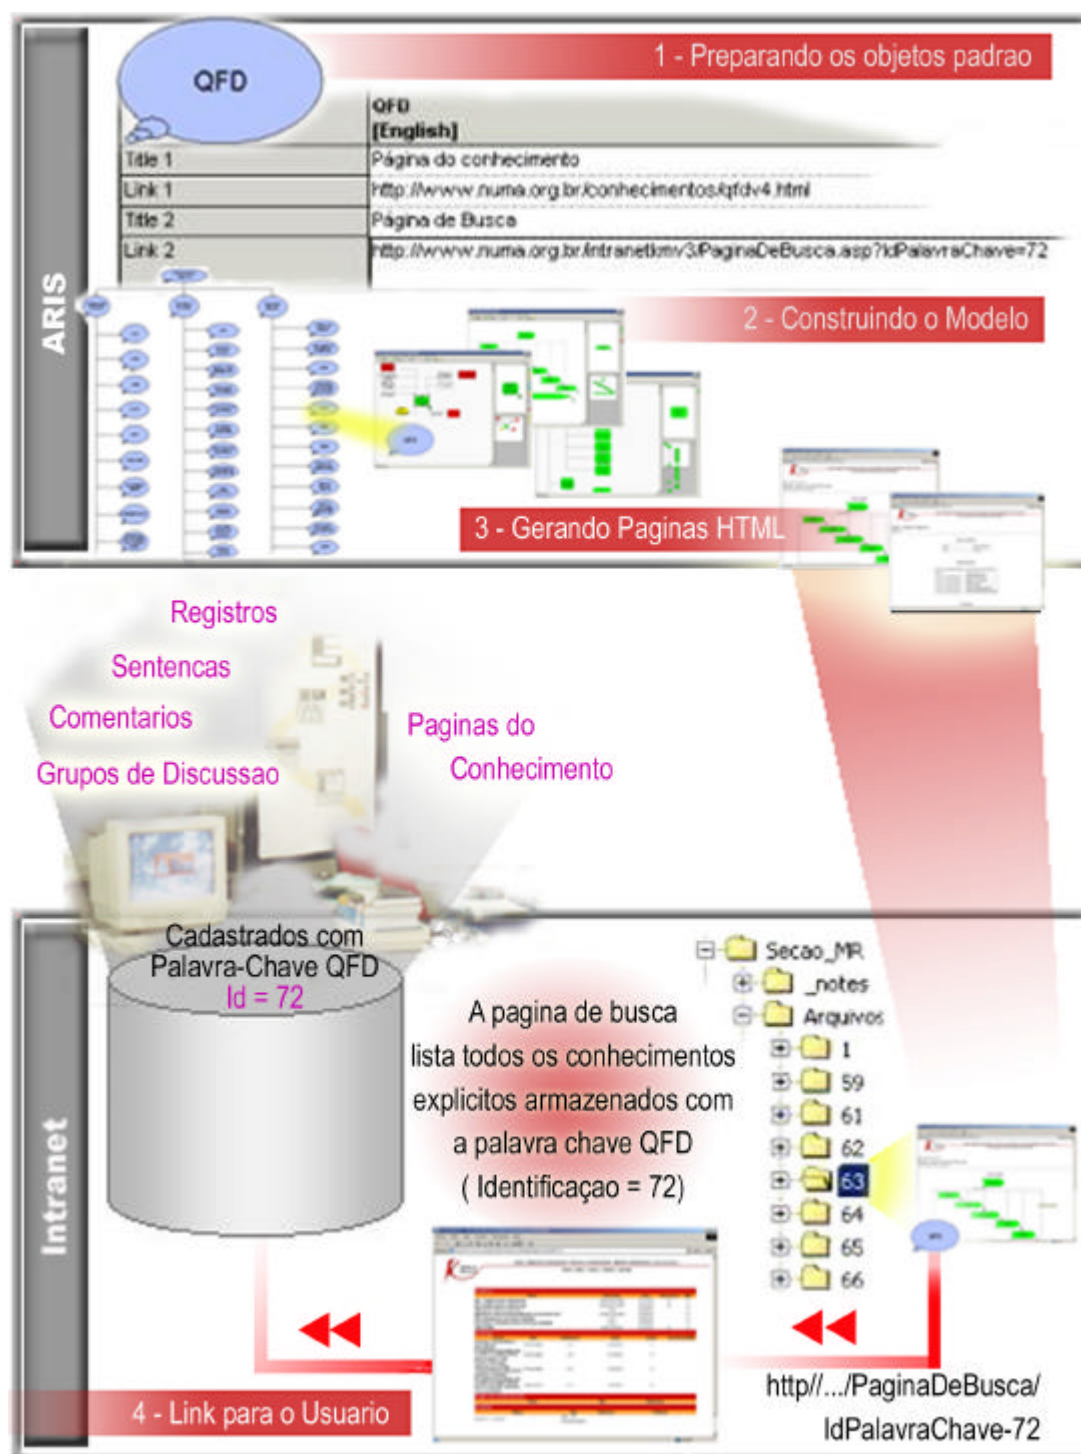 ARIS
1 - Preparando os objetos padrao
QFD
QFD
[English]
Title 1 Página do conhecimento
Link 1 http://www.numa.org.br/conhecimentos/qfdv4.html
Title 2 Página de Busca
Link 2 http://www.numa.org.br/intranetkmv3/PaginaDeBusca.asp?IdPalavraChave=72
2 - Construindo o Modelo
3 - Gerando Paginas HTML
Registros
Sentencas
Comentarios
Grupos de Discussao
Paginas do
Conhecimento
Intranet
Cadastrados com
Palavra-Chave QFD
Id = 72
A pagina de busca
lista todos os conhecimentos
explicitos armazenados com
a palavra chave QFD
( Identificaçao = 72)
Secao_MR
_notes
Arquivos
1
59
61
62
63
64
65
66
4 - Link para o Usuario
http//.../PaginaDeBusca/
IdPalavraChave-72